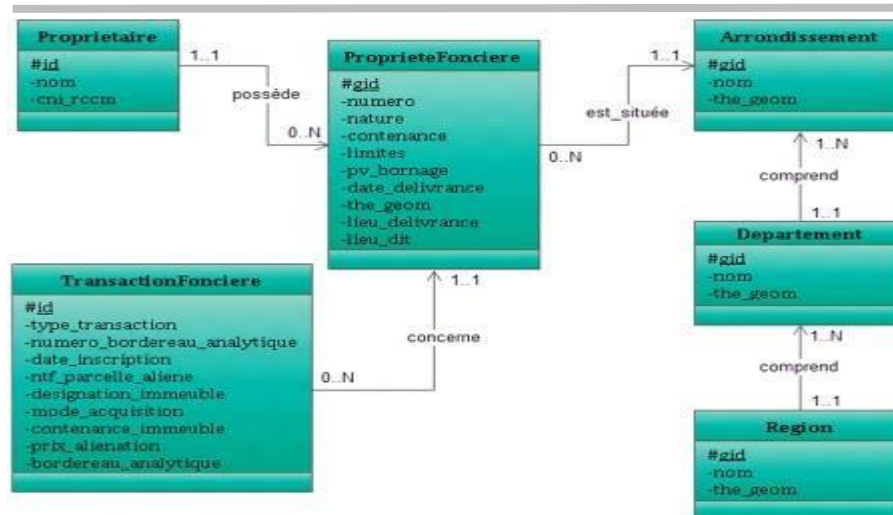 Proprietaire
#id
-nom
-cni_rccm
1..1
possède
0..N
ProprieteFonciere
#gid
-numero
-nature
-contenance
-limites
-pv_bornage
-date_delivrance
-the_geom
-lieu_delivrance
-lieu_dit
1..1
est_située
0..N
Arrondissement
#gid
-nom
-the_geom
1..N
comprend
1..1
Departement
#gid
-nom
-the_geom
1..N
comprend
1..1
Region
#gid
-nom
-the_geom
TransactionFonciere
#id
-type_transaction
-numero_bordereau_analytique
-date_inscription
-ntf_parcelle_aliene
-designation_immeuble
-mode_acquisition
-contenance_immeuble
-prix_alienation
-bordereau_analytique
1..1
concerne
0..N